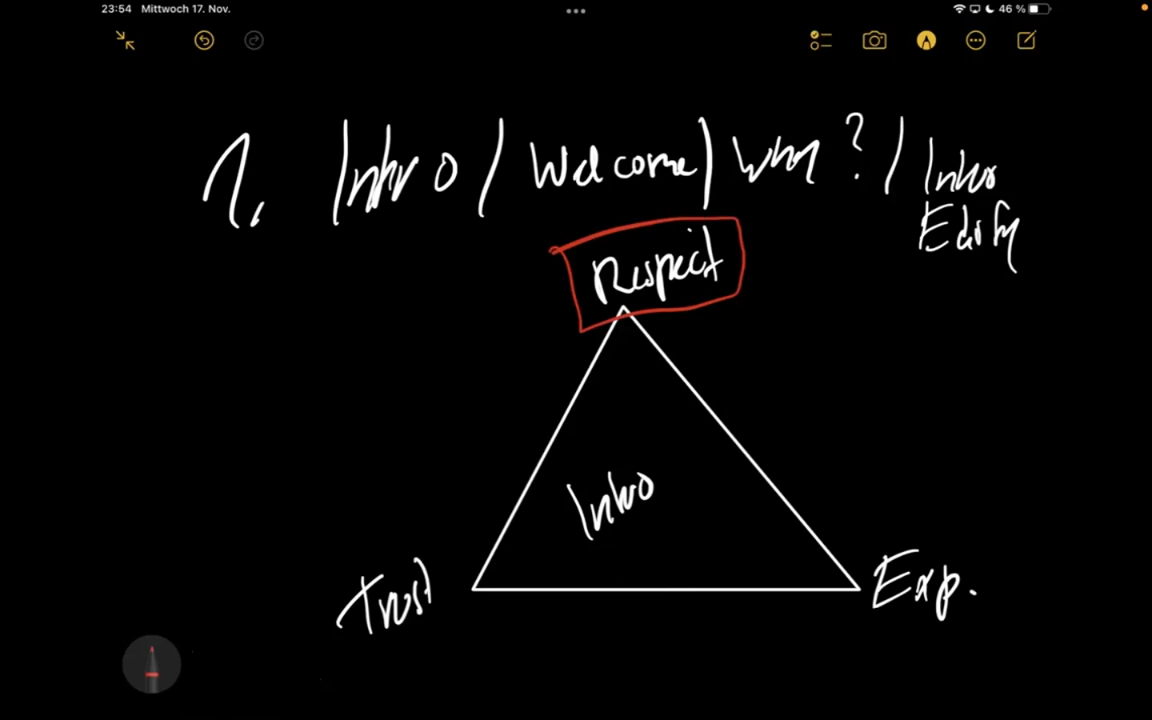 23:54 Mittwoch 17. Nov. 46 %
1. Intro / Welcome / Why? / Intro
Edify
Respect
Intro
Trust
Exp.